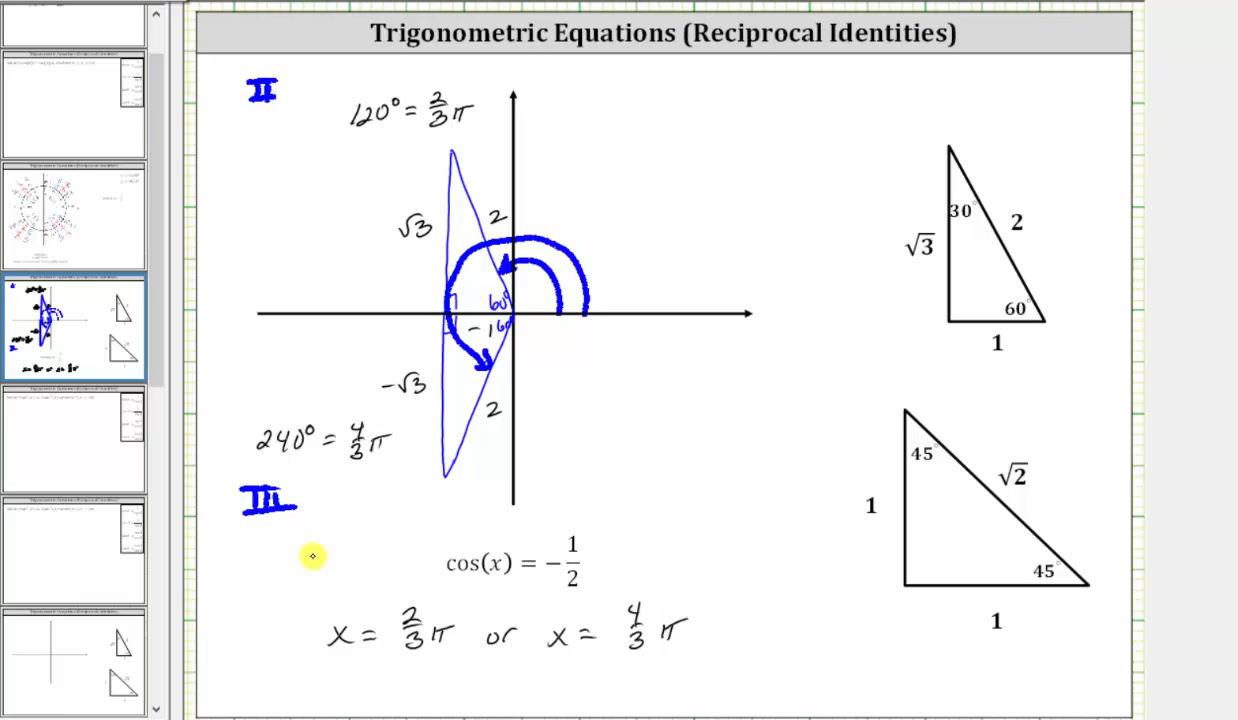 Trigonometric Equations (Reciprocal Identities)
II
120° = 2/3 π
√3
2
60°
-1
60
-√3
2
240° = 4/3 π
III
cos(x) = − 1/2
x = 2/3 π or x = 4/3 π
30°
2
√3
60°
1
45°
√2
1
45°
1